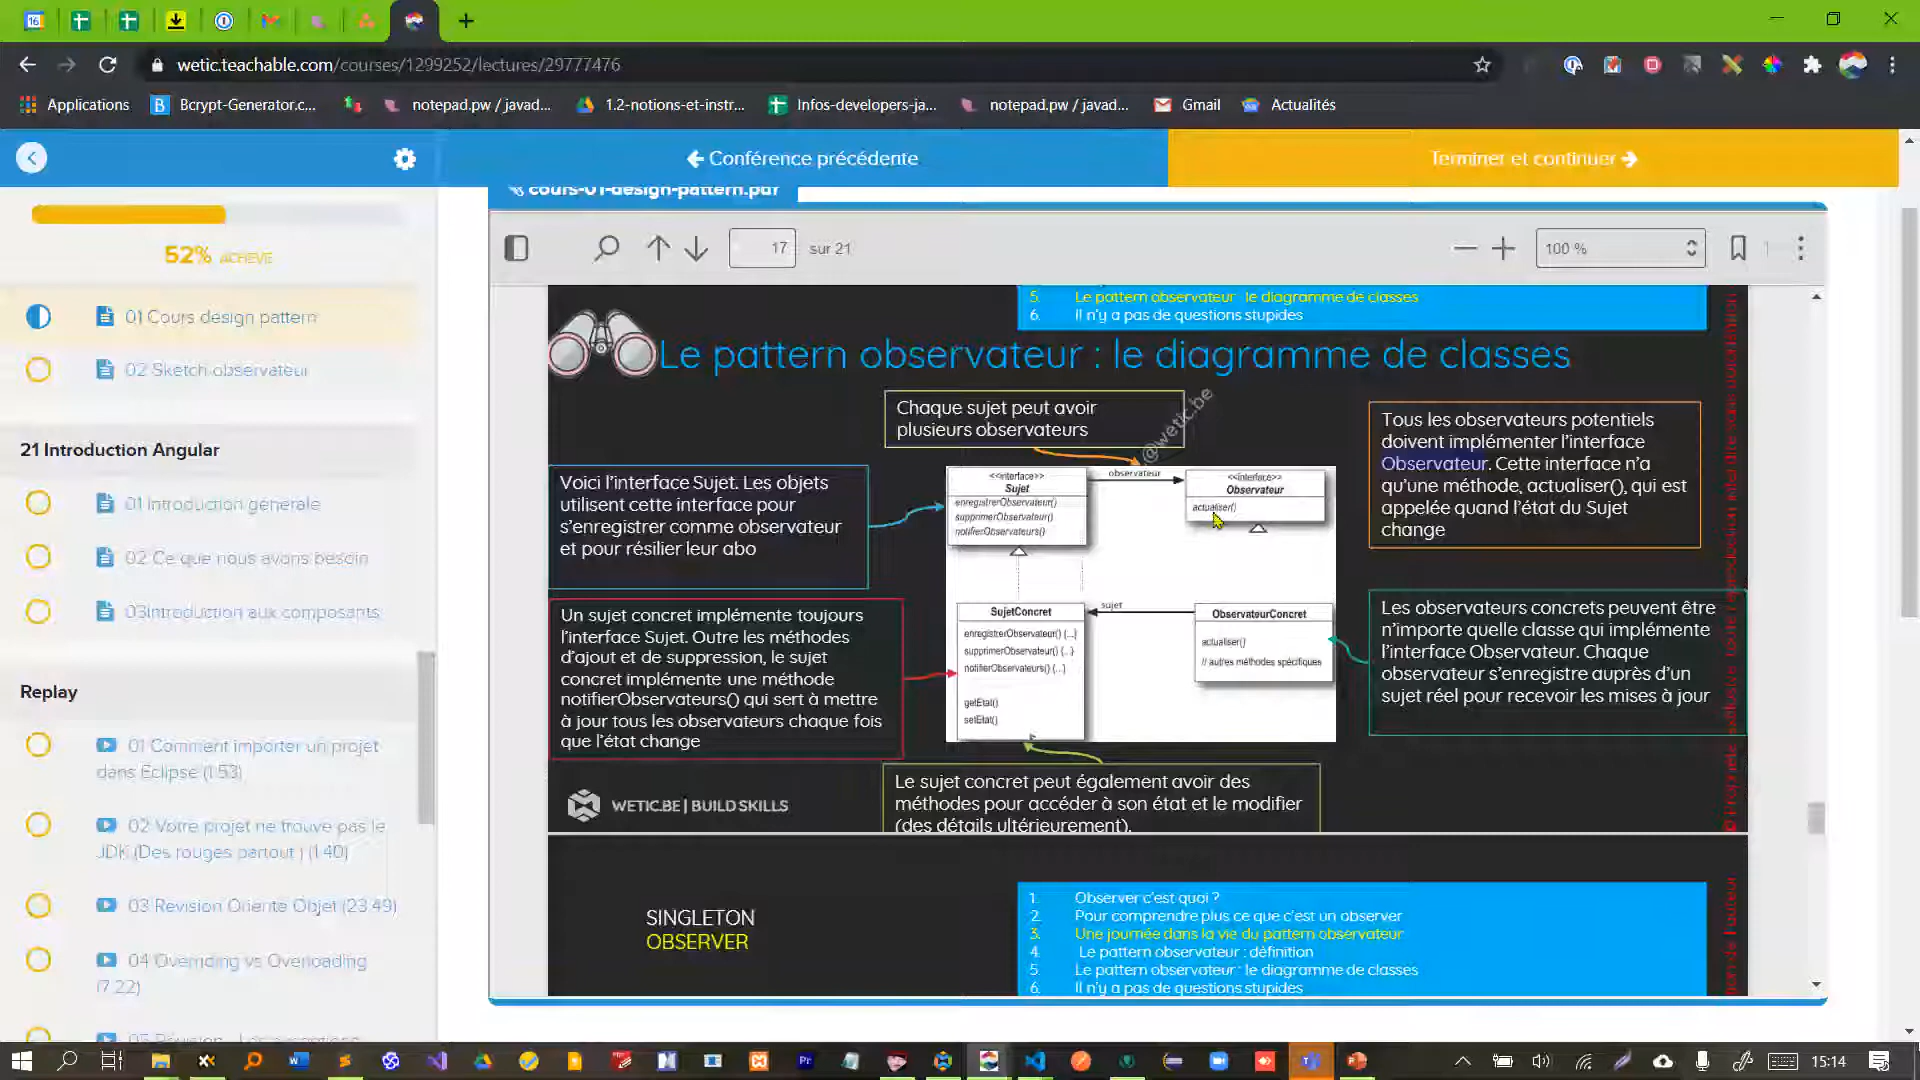 wetic.teachable.com/courses/1299252/lectures/29777476
Applications
Bcrypt-Generator.c...
notepad.pw / javad...
1.2-notions-et-instr...
Infos-developers-ja...
notepad.pw / javad...
Gmail
Actualités
Conférence précédente
Terminer et continuer
cours-01-design-pattern.pdf
52% ACHEVÉ
01 Cours design pattern
02 Sketch observateur
21 Introduction Angular
01 Introduction génerale
02 Ce que nous avons besoin
03Introduction aux composants
Replay
01 Comment importer un projet
dans Eclipse (1:53)
02 Votre projet ne trouve pas le
JDK (Des rouges partout ) (1:40)
03 Revision Oriente Objet (23:49)
04 Overriding vs Overloading
(7:22)
17 sur 21
100 %
5. Le pattern observateur : le diagramme de classes
6. Il n'y a pas de questions stupides
Le pattern observateur : le diagramme de classes
Chaque sujet peut avoir
plusieurs observateurs
@wetic.be
Tous les observateurs potentiels
doivent implémenter l'interface
Observateur. Cette interface n'a
qu'une méthode, actualiser(), qui est
appelée quand l'état du Sujet
change
Voici l'interface Sujet. Les objets
utilisent cette interface pour
s'enregistrer comme observateur
et pour résilier leur abo
<<interface>>
Sujet
enregistrerObservateur()
supprimerObservateur()
notifierObservateurs()
observateur
<<interface>>
Observateur
actualiser()
Un sujet concret implémente toujours
l'interface Sujet. Outre les méthodes
d'ajout et de suppression, le sujet
concret implémente une méthode
notifierObservateurs() qui sert à mettre
à jour tous les observateurs chaque fois
que l'état change
SujetConcret
enregistrerObservateur() {...}
supprimerObservateur() {...}
notifierObservateurs() {...}
getEtat()
setEtat()
sujet
ObservateurConcret
actualiser()
// autres méthodes spécifiques
Les observateurs concrets peuvent être
n'importe quelle classe qui implémente
l'interface Observateur. Chaque
observateur s'enregistre auprès d'un
sujet réel pour recevoir les mises à jour
Le sujet concret peut également avoir des
méthodes pour accéder à son état et le modifier
(des détails ultérieurement).
WETIC.BE | BUILD SKILLS
SINGLETON
OBSERVER
1. Observer c'est quoi ?
2. Pour comprendre plus ce que c'est un observer
3. Une journée dans la vie du pattern observateur
4. Le pattern observateur : définition
5. Le pattern observateur : le diagramme de classes
6. Il n'y a pas de questions stupides
15:14